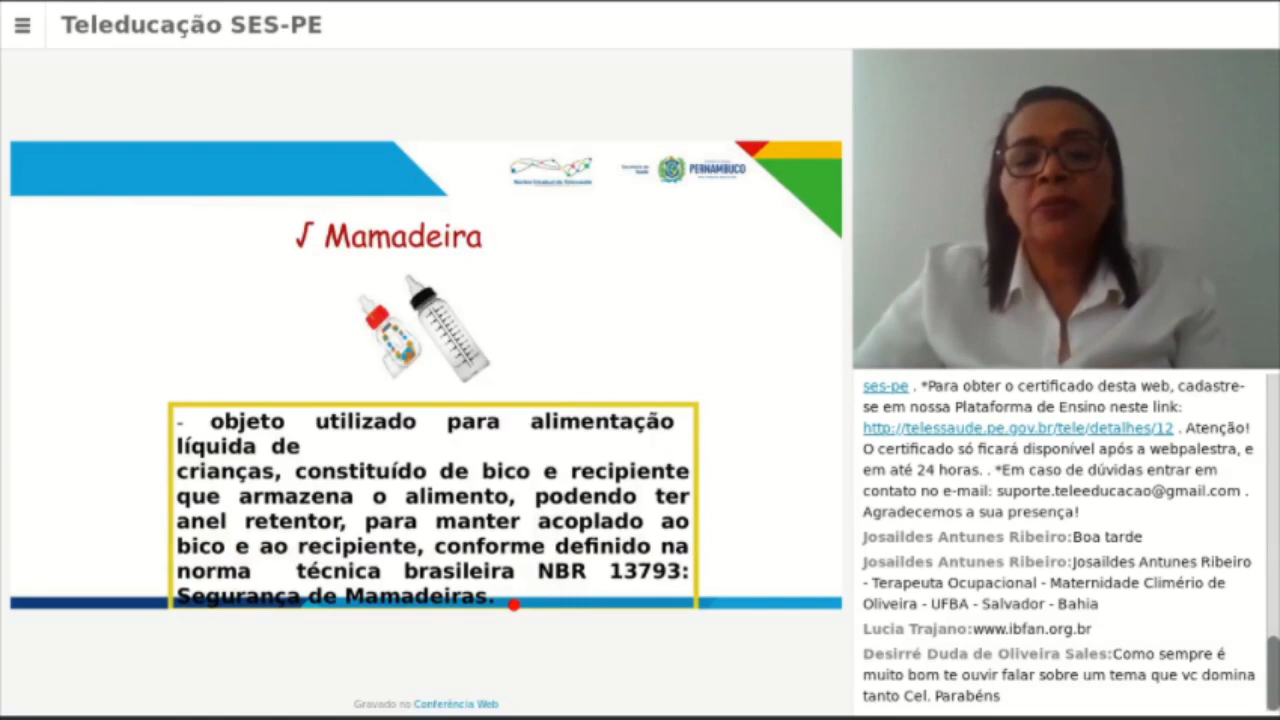 Teleducação SES-PE
PERNAMBUCO
√ Mamadeira
- objeto utilizado para alimentação
líquida de
crianças, constituído de bico e recipiente
que armazena o alimento, podendo ter
anel retentor, para manter acoplado ao
bico e ao recipiente, conforme definido na
norma técnica brasileira NBR 13793:
Segurança de Mamadeiras.
Gravado no Conferência Web
ses-pe . *Para obter o certificado desta web, cadastre-
se em nossa Plataforma de Ensino neste link:
http://telessaude.pe.gov.br/tele/detalhes/12 . Atenção!
O certificado só ficará disponível após a webpalestra, e
em até 24 horas. . *Em caso de dúvidas entrar em
contato no e-mail: suporte.teleeducacao@gmail.com .
Agradecemos a sua presença!
Josaildes Antunes Ribeiro:Boa tarde
Josaildes Antunes Ribeiro:Josaildes Antunes Ribeiro
- Terapeuta Ocupacional - Maternidade Climério de
Oliveira - UFBA - Salvador - Bahia
Lucia Trajano:www.ibfan.org.br
Desirré Duda de Oliveira Sales:Como sempre é
muito bom te ouvir falar sobre um tema que vc domina
tanto Cel. Parabéns